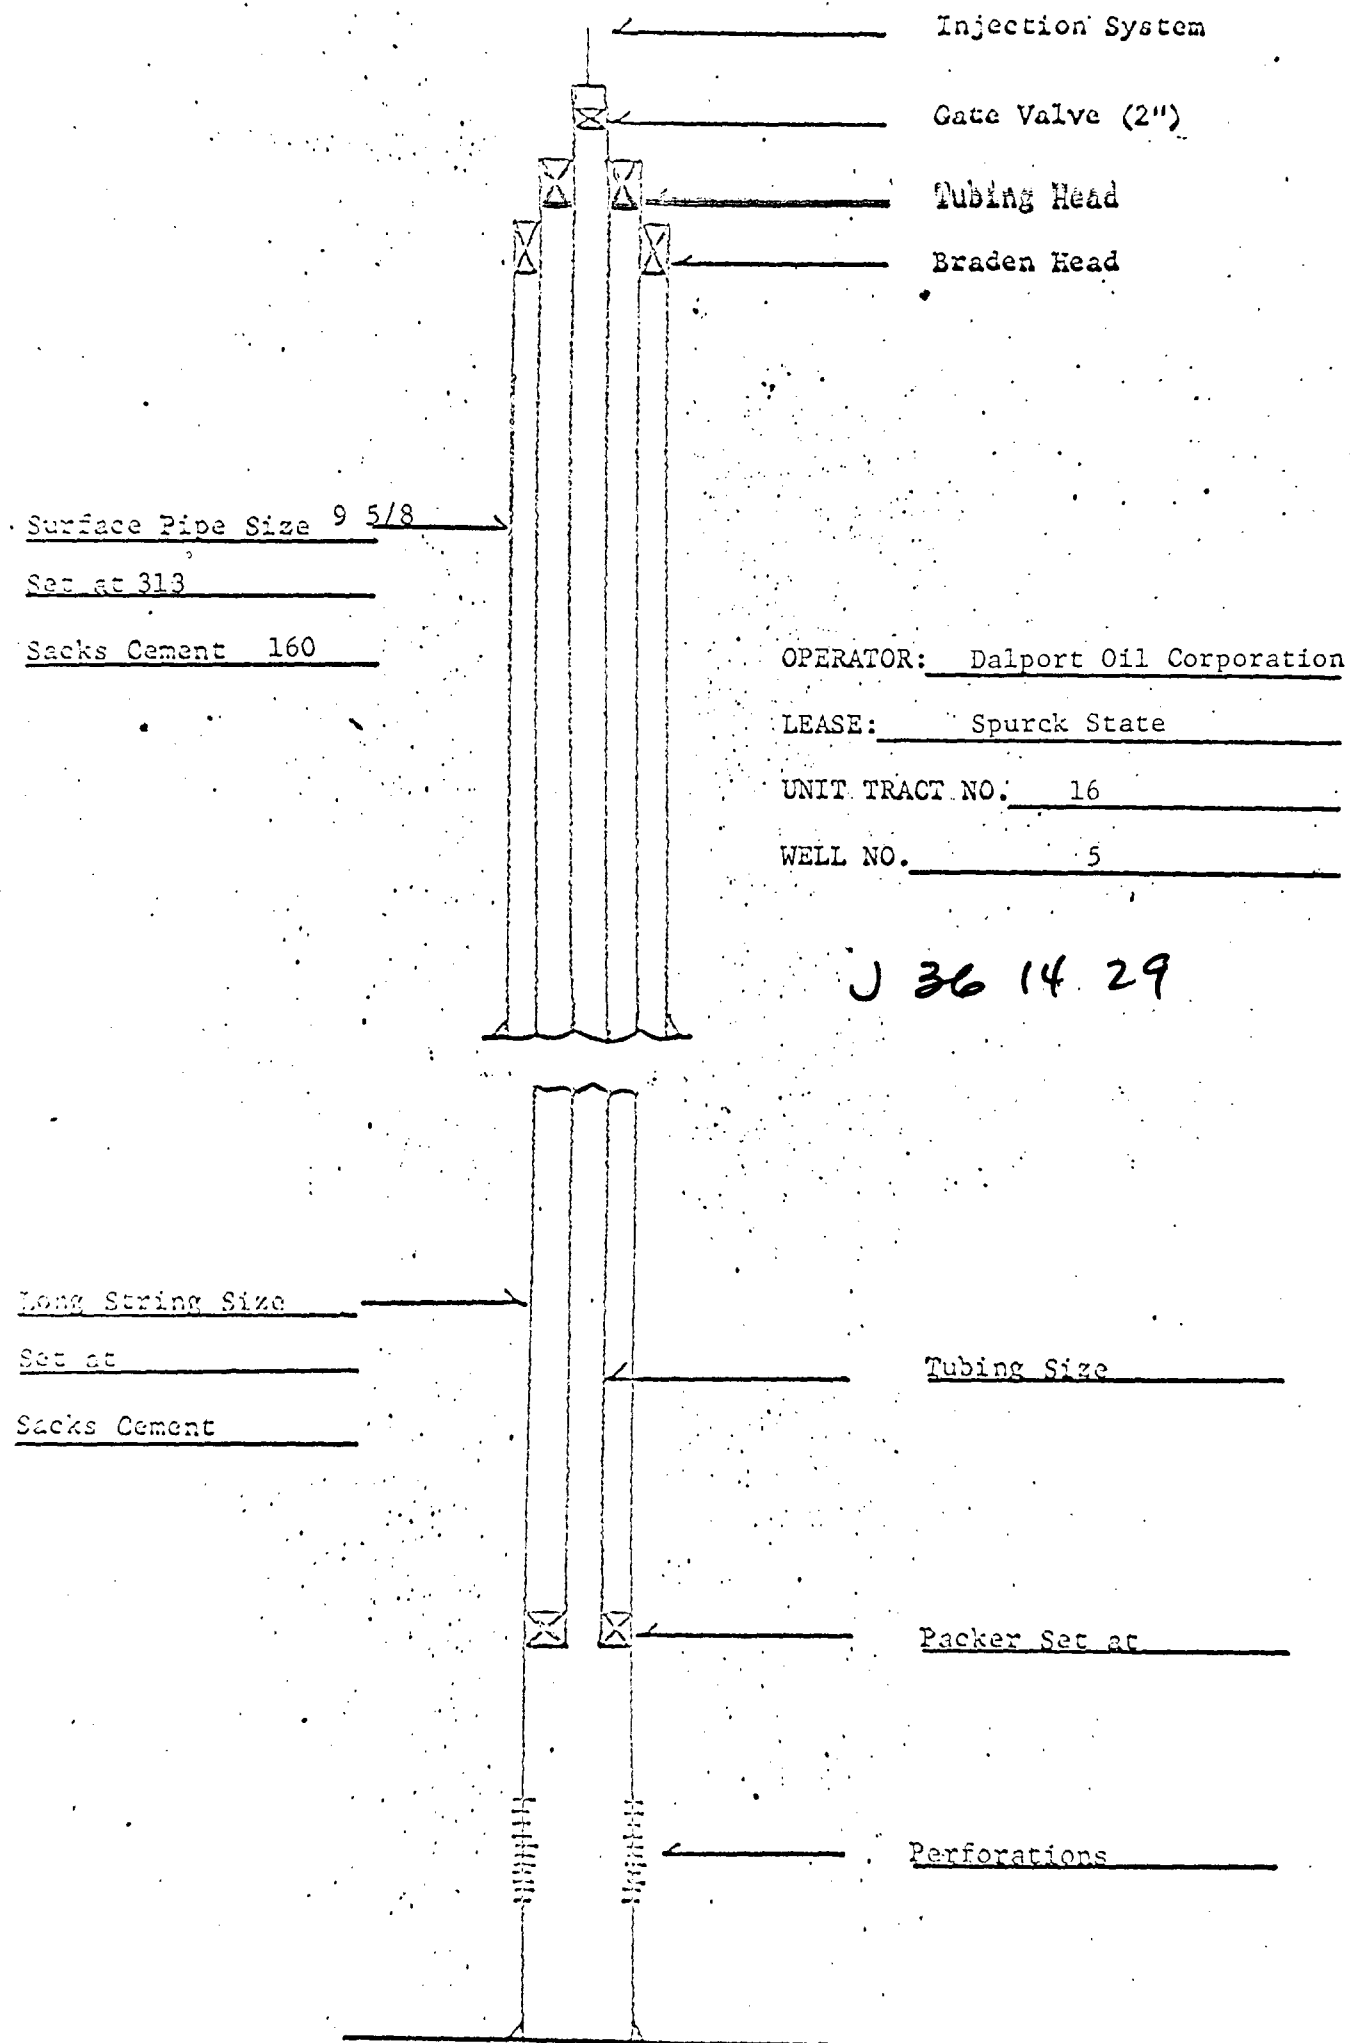 Injection System
Gate Valve (2")
Tubing Head
Braden Head
Surface Pipe Size 9 5/8
Set at 313
Sacks Cement 160
OPERATOR: Dalport Oil Corporation
LEASE: Spurck State
UNIT TRACT NO. 16
WELL NO. 5
J 36 14 29
Long String Size
Set at
Sacks Cement
Tubing Size
Packer Set at
Perforations